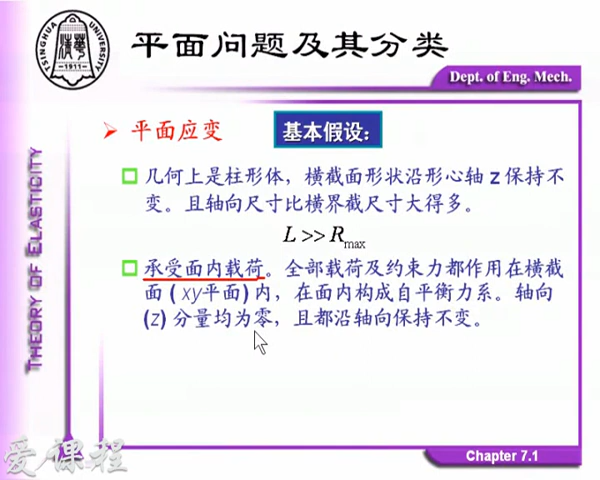 TSINGHUA UNIVERSITY
-1911-
平面问题及其分类
Dept. of Eng. Mech.
平面应变
基本假设：
几何上是柱形体，横截面形状沿形心轴 z 保持不
变。且轴向尺寸比横界截尺寸大得多。
L >> Rmax
承受面内载荷。全部载荷及约束力都作用在横截
面 ( xy平面) 内，在面内构成自平衡力系。轴向
(z) 分量均为零，且都沿轴向保持不变。
THEORY OF ELASTICITY
爱课程
Chapter 7.1